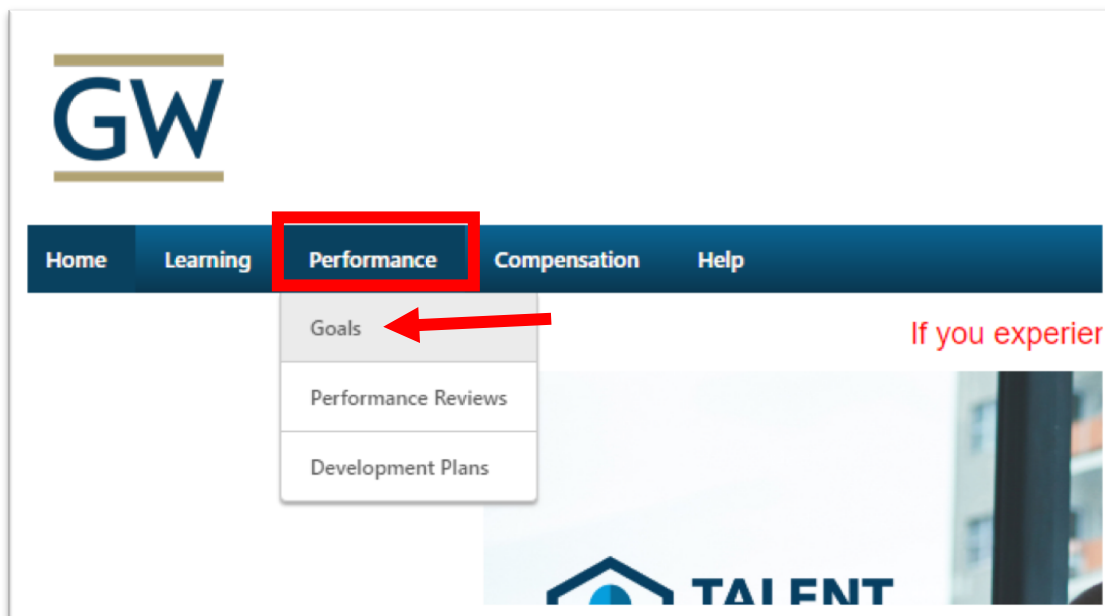 GW
Home Learning Performance Compensation Help
Goals
If you experier
Performance Reviews
Development Plans
TALENT